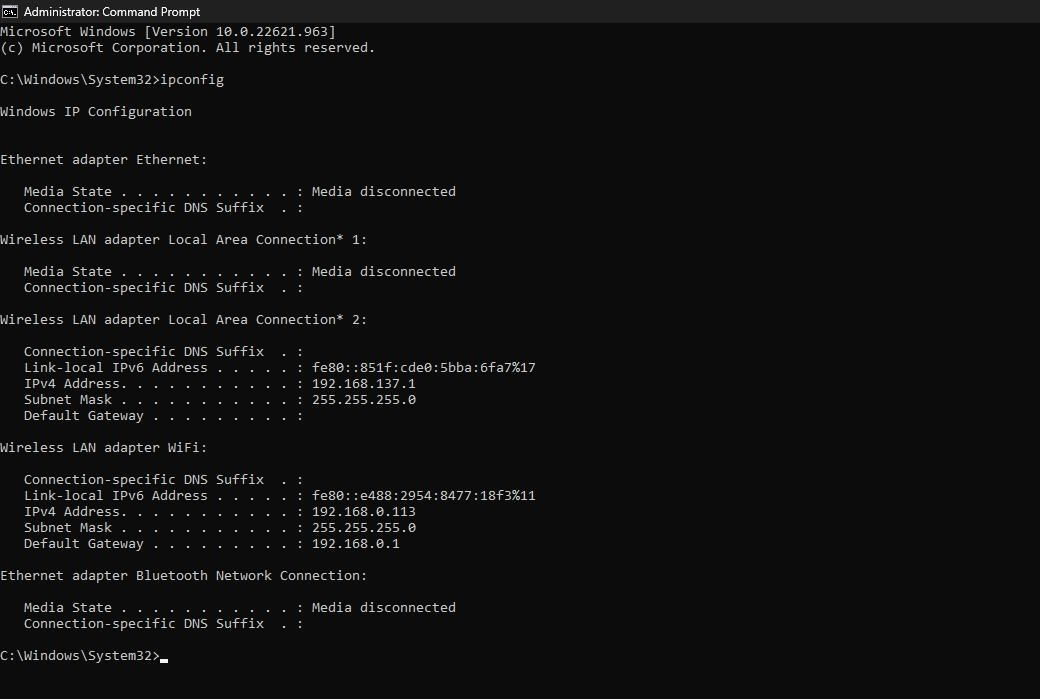 Administrator: Command Prompt
Microsoft Windows [Version 10.0.22621.963]
(c) Microsoft Corporation. All rights reserved.
C:\Windows\System32>ipconfig
Windows IP Configuration
Ethernet adapter Ethernet:
   Media State . . . . . . . . . . . : Media disconnected
   Connection-specific DNS Suffix  . :
Wireless LAN adapter Local Area Connection* 1:
   Media State . . . . . . . . . . . : Media disconnected
   Connection-specific DNS Suffix  . :
Wireless LAN adapter Local Area Connection* 2:
   Connection-specific DNS Suffix  . :
   Link-local IPv6 Address . . . . . : fe80::851f:cde0:5bba:6fa7%17
   IPv4 Address. . . . . . . . . . . : 192.168.137.1
   Subnet Mask . . . . . . . . . . . : 255.255.255.0
   Default Gateway . . . . . . . . . :
Wireless LAN adapter WiFi:
   Connection-specific DNS Suffix  . :
   Link-local IPv6 Address . . . . . : fe80::e488:2954:8477:18f3%11
   IPv4 Address. . . . . . . . . . . : 192.168.0.113
   Subnet Mask . . . . . . . . . . . : 255.255.255.0
   Default Gateway . . . . . . . . . : 192.168.0.1
Ethernet adapter Bluetooth Network Connection:
   Media State . . . . . . . . . . . : Media disconnected
   Connection-specific DNS Suffix  . :
C:\Windows\System32>